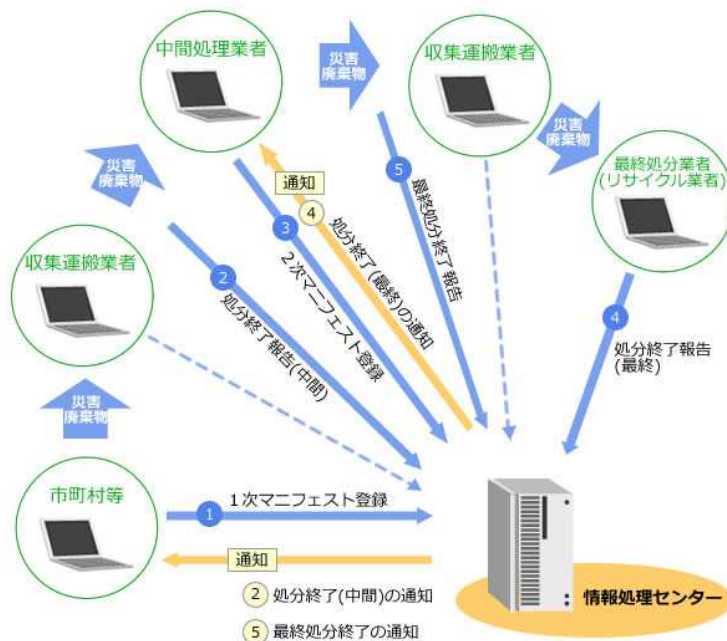 中間処理業者
災害
廃棄物
収集運搬業者
災害
廃棄物
最終処分業者
(リサイクル業者)
災害
廃棄物
通知
④
③
⑤
処分終了(最終)の通知
最終処分終了報告
2次マニフェスト登録
収集運搬業者
②
処分終了報告(中間)
④
処分終了報告
(最終)
災害
廃棄物
市町村等
①
1次マニフェスト登録
通知
② 処分終了(中間)の通知
⑤ 最終処分終了の通知
情報処理センター